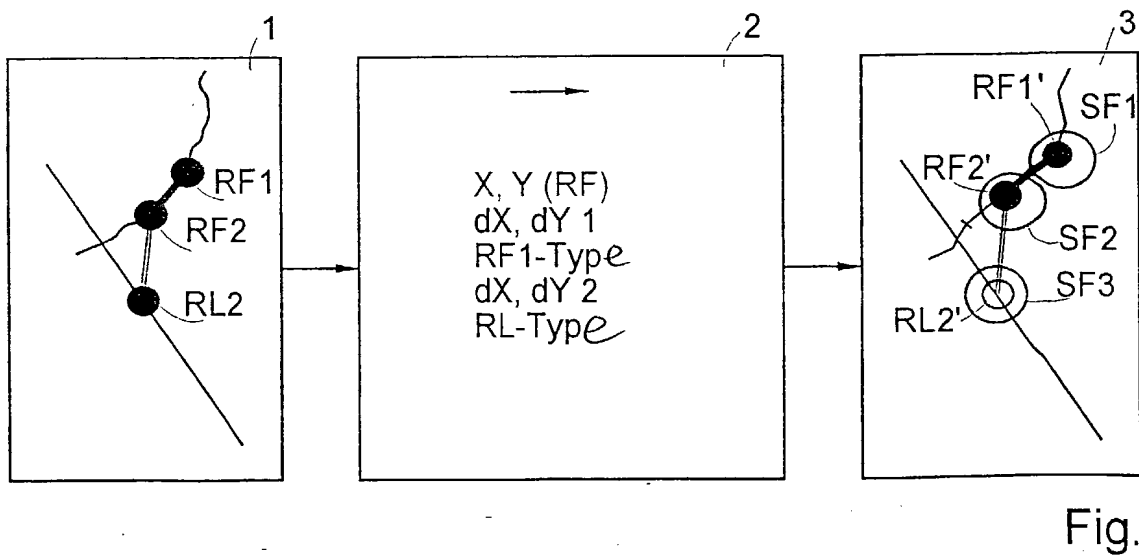 1
RF1
RF2
RL2
2
X, Y (RF)
dX, dY 1
RF1-Type
dX, dY 2
RL-Type
3
RF1'
SF1
RF2'
SF2
SF3
RL2'
Fig.